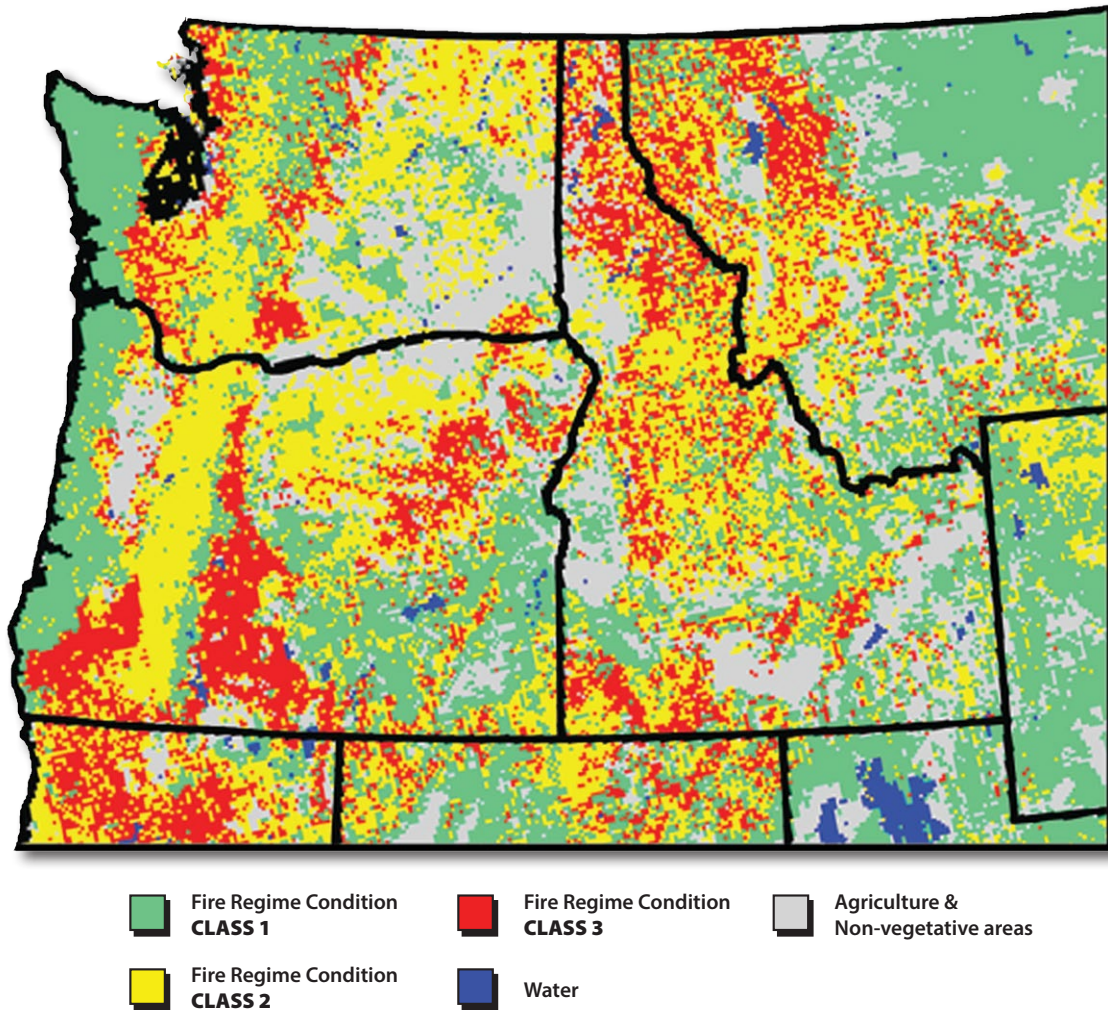 Fire Regime Condition
CLASS 1
Fire Regime Condition
CLASS 2
Fire Regime Condition
CLASS 3
Water
Agriculture &
Non-vegetative areas